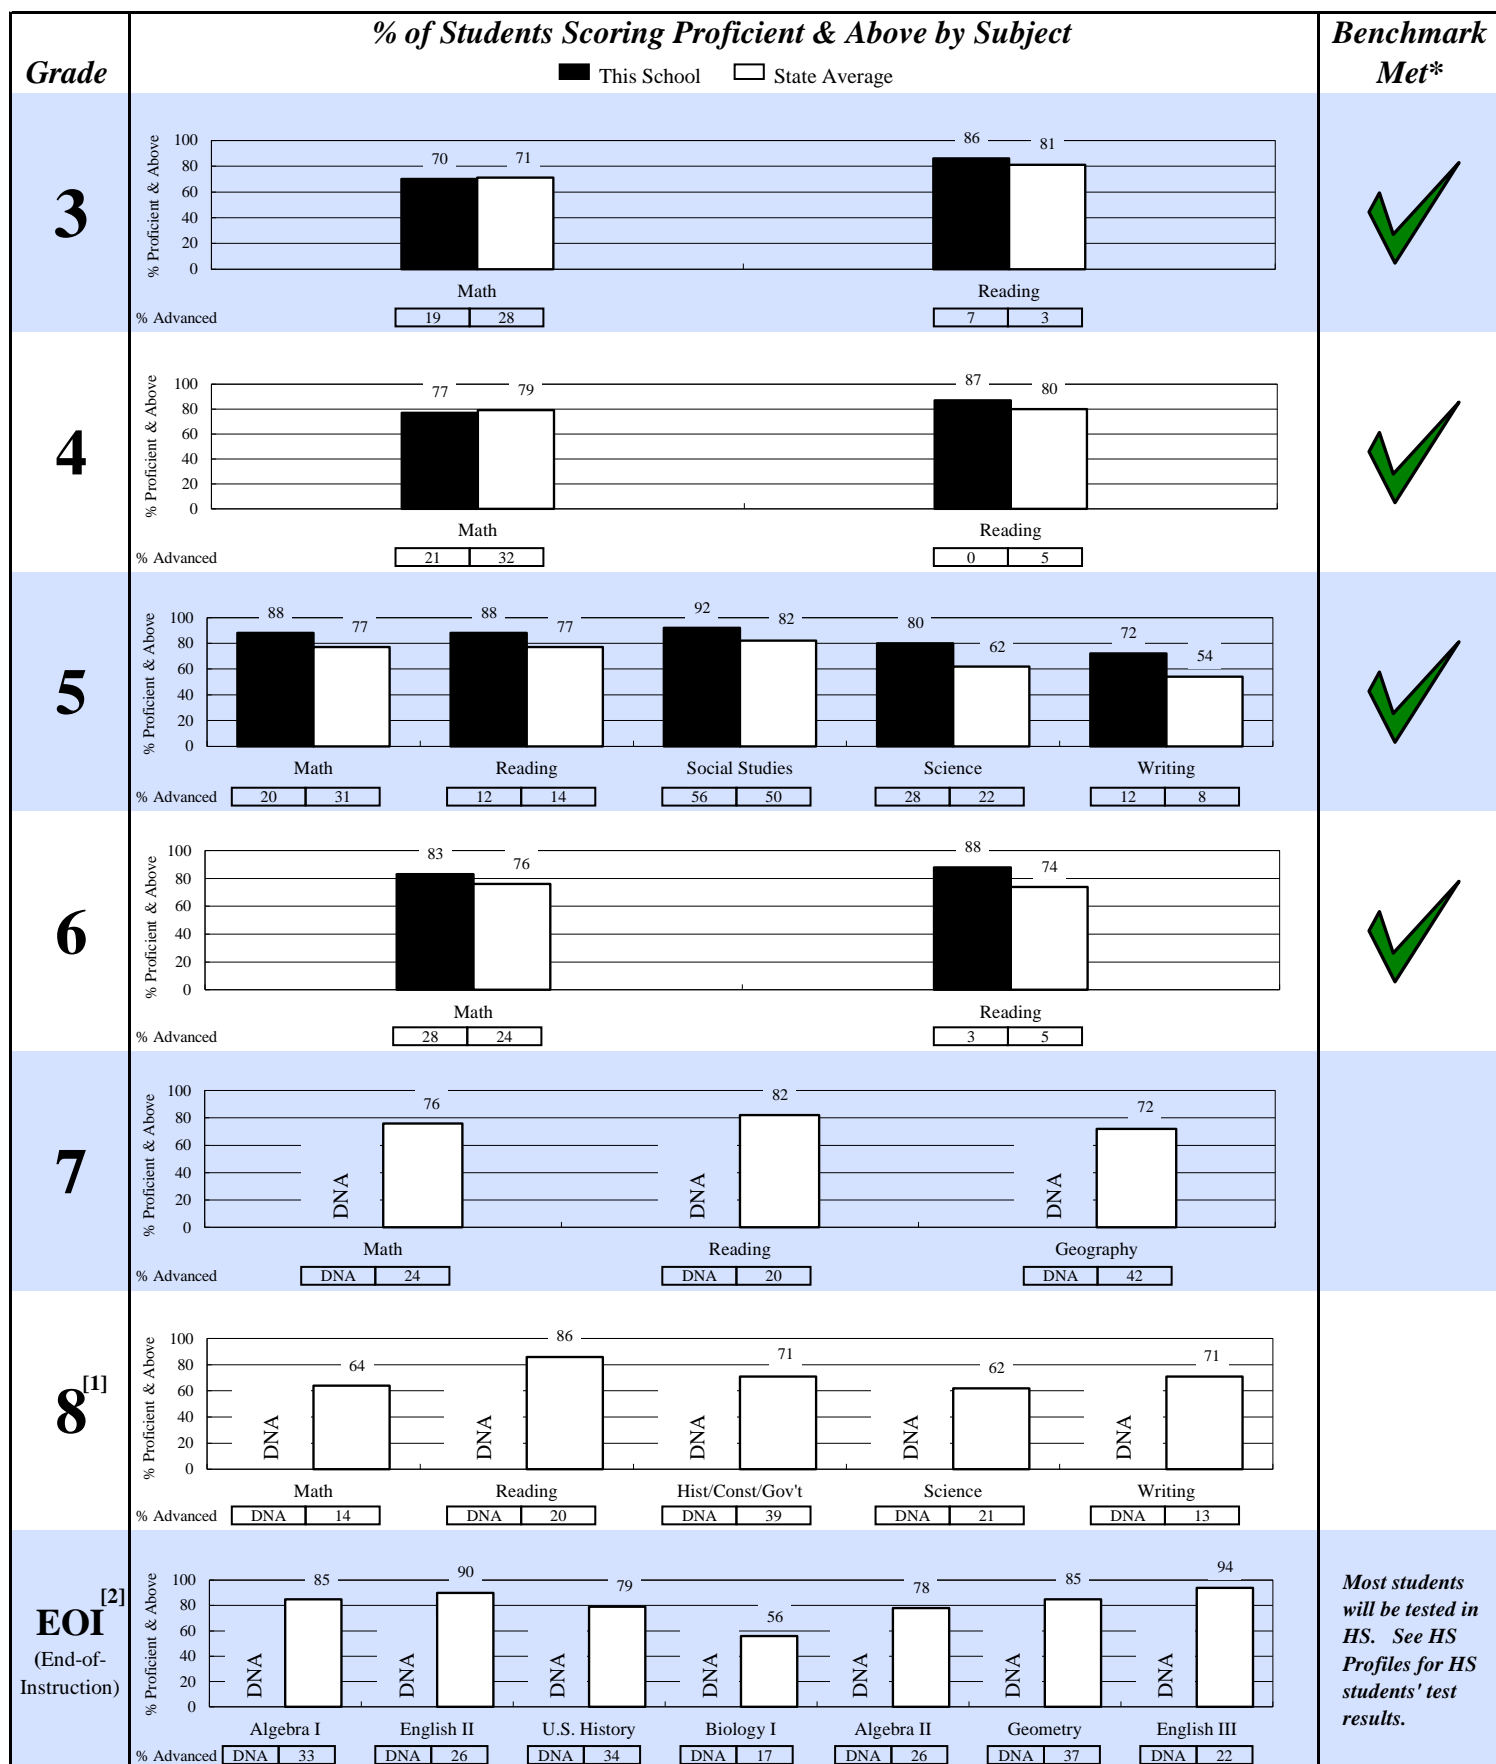 % of Students Scoring Proficient & Above by Subject
Benchmark
Met*
Grade
This School State Average
3
% Proficient & Above
100
80
60
40
20
0
70 71 86 81
Math Reading
% Advanced 19 28 7 3
4
% Proficient & Above
100
80
60
40
20
0
77 79 87 80
Math Reading
% Advanced 21 32 0 5
5
% Proficient & Above
100
80
60
40
20
0
88 77 88 77 92 82 80 62 72 54
Math Reading Social Studies Science Writing
% Advanced 20 31 12 14 56 50 28 22 12 8
6
% Proficient & Above
100
80
60
40
20
0
83 76 88 74
Math Reading
% Advanced 28 24 3 5
7
% Proficient & Above
100
80
60
40
20
0
DNA 76 DNA 82 DNA 72
Math Reading Geography
% Advanced DNA 24 DNA 20 DNA 42
8[1]
% Proficient & Above
100
80
60
40
20
0
DNA 64 DNA 86 DNA 71 DNA 62 DNA 71
Math Reading Hist/Const/Gov't Science Writing
% Advanced DNA 14 DNA 20 DNA 39 DNA 21 DNA 13
EOI[2]
(End-of-
Instruction)
% Proficient & Above
100
80
60
40
20
0
DNA 85 DNA 90 DNA 79 DNA 56 DNA 78 DNA 85 DNA 94
Algebra I English II U.S. History Biology I Algebra II Geometry English III
% Advanced DNA 33 DNA 26 DNA 34 DNA 17 DNA 26 DNA 37 DNA 22
Most students
will be tested in
HS. See HS
Profiles for HS
students' test
results.